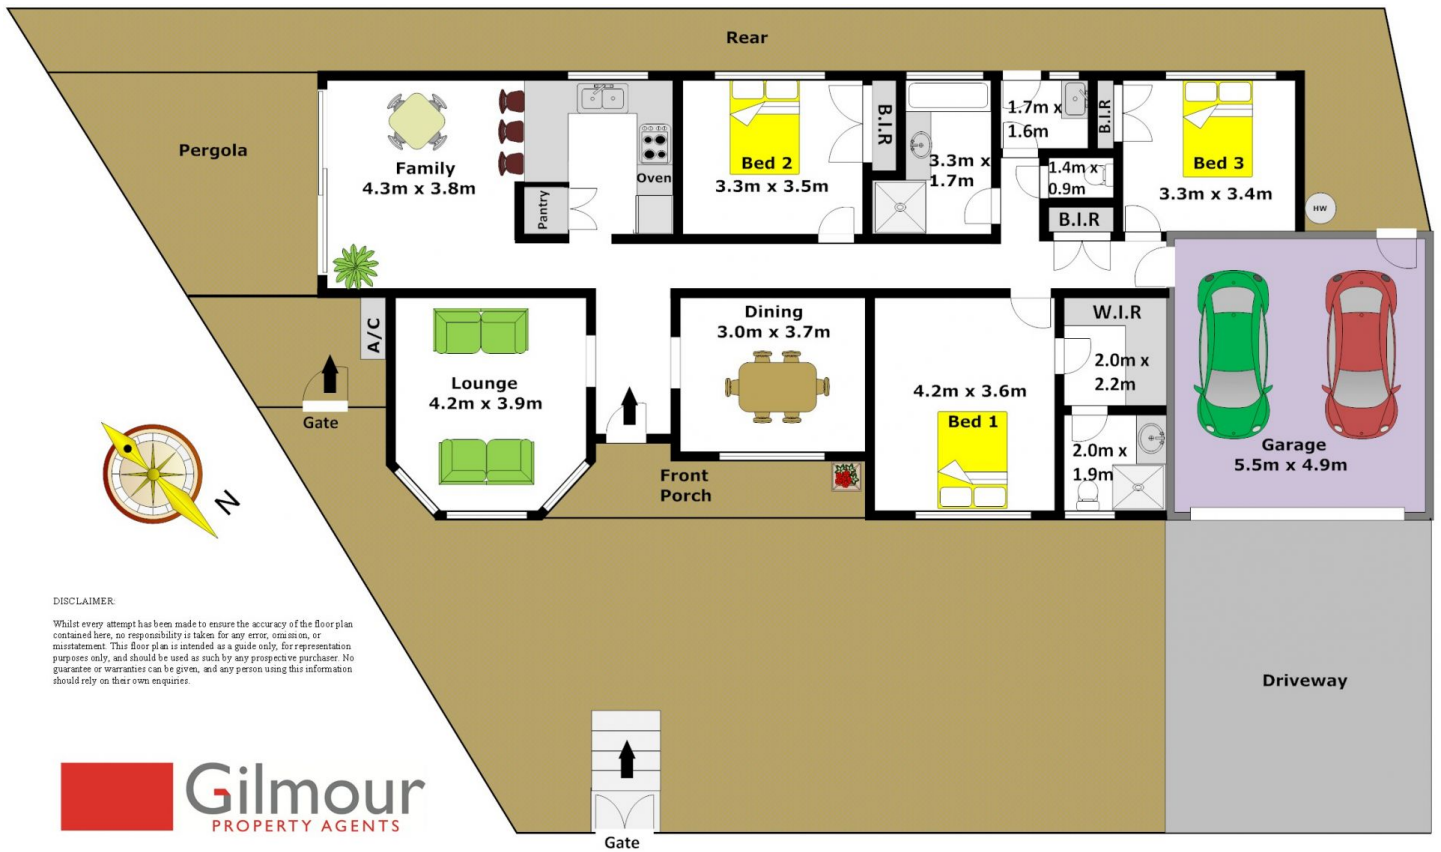 Rear
Pergola
Family
4.3m x 3.8m
Pantry
Oven
Bed 2
3.3m x 3.5m
B.I.R
3.3m x
1.7m
1.7m x
1.6m
B.I.R
1.4m x
0.9m
B.I.R
Bed 3
3.3m x 3.4m
HW
A/C
Gate
Lounge
4.2m x 3.9m
Dining
3.0m x 3.7m
Front
Porch
4.2m x 3.6m
Bed 1
W.I.R
2.0m x
2.2m
2.0m x
1.9m
Garage
5.5m x 4.9m
N
Driveway
DISCLAIMER:
Whilst every attempt has been made to ensure the accuracy of the floor plan
contained here, no responsibility is taken for any error, omission, or
misstatement. This floor plan is intended as a guide only, for representation
purposes only, and should be used as such by any prospective purchaser. No
guarantee or warranties can be given, and any person using this information
should rely on their own enquiries.
Gilmour
PROPERTY AGENTS
Gate